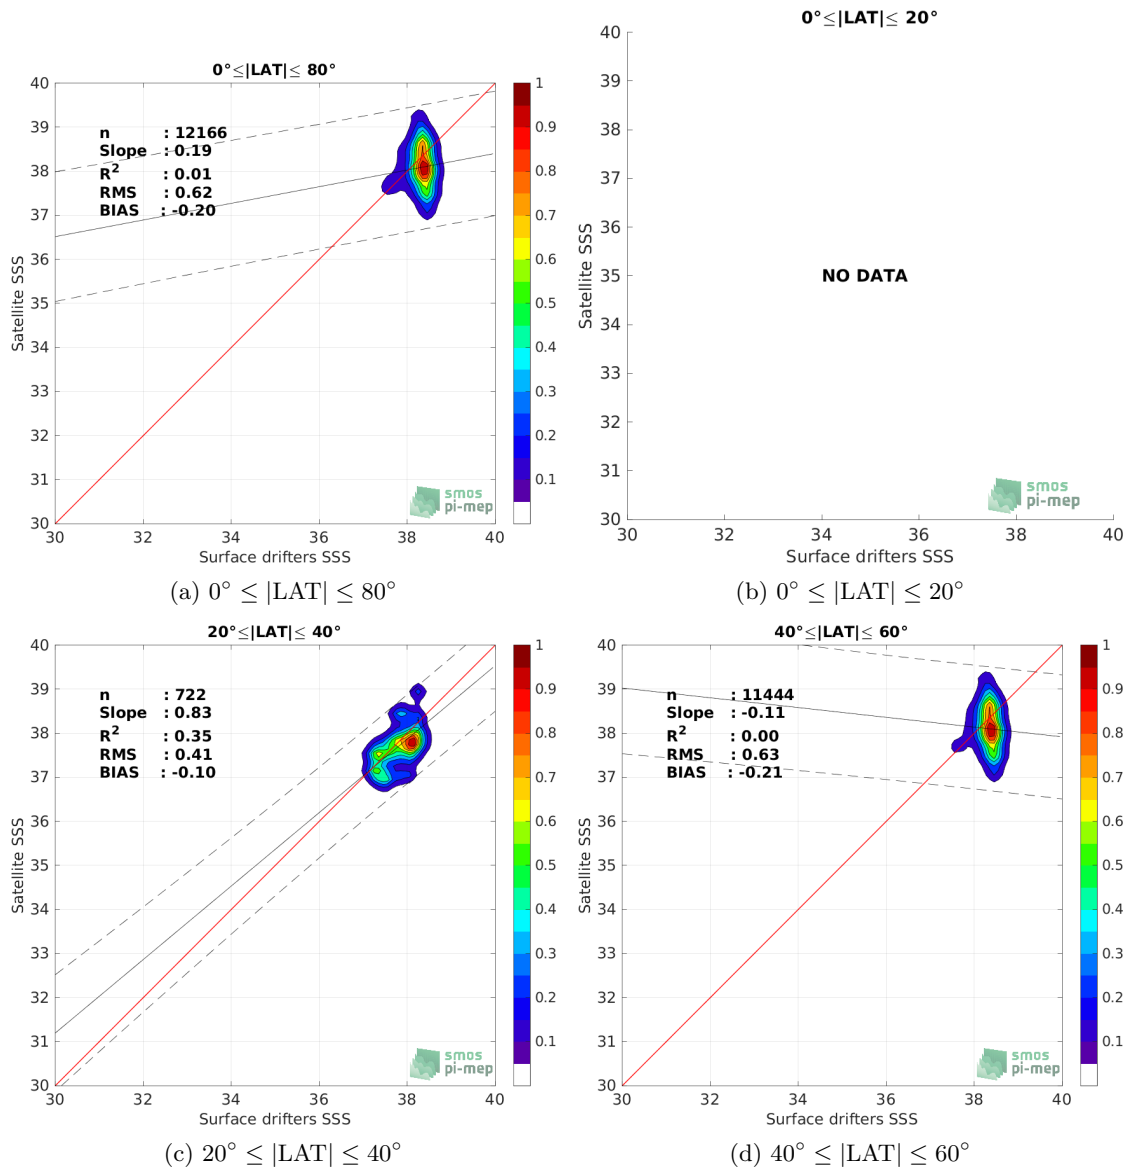 0°≤|LAT|≤ 80°
40
39
38
37
36
35
34
33
32
31
30
n : 12166
Slope : 0.19
R² : 0.01
RMS : 0.62
BIAS : -0.20
Satellite SSS
30 32 34 36 38 40
Surface drifters SSS
1
0.9
0.8
0.7
0.6
0.5
0.4
0.3
0.2
0.1
smos
pi-mep
(a) 0° ≤ |LAT| ≤ 80°
0°≤|LAT|≤ 20°
40
39
38
37
36
35
34
33
32
31
30
Satellite SSS
NO DATA
smos
pi-mep
30 32 34 36 38 40
Surface drifters SSS
(b) 0° ≤ |LAT| ≤ 20°
20°≤|LAT|≤ 40°
40
39
38
37
36
35
34
33
32
31
30
n : 722
Slope : 0.83
R² : 0.35
RMS : 0.41
BIAS : -0.10
Satellite SSS
30 32 34 36 38 40
Surface drifters SSS
1
0.9
0.8
0.7
0.6
0.5
0.4
0.3
0.2
0.1
smos
pi-mep
(c) 20° ≤ |LAT| ≤ 40°
40°≤|LAT|≤ 60°
40
39
38
37
36
35
34
33
32
31
30
n : 11444
Slope : -0.11
R² : 0.00
RMS : 0.63
BIAS : -0.21
Satellite SSS
30 32 34 36 38 40
Surface drifters SSS
1
0.9
0.8
0.7
0.6
0.5
0.4
0.3
0.2
0.1
smos
pi-mep
(d) 40° ≤ |LAT| ≤ 60°